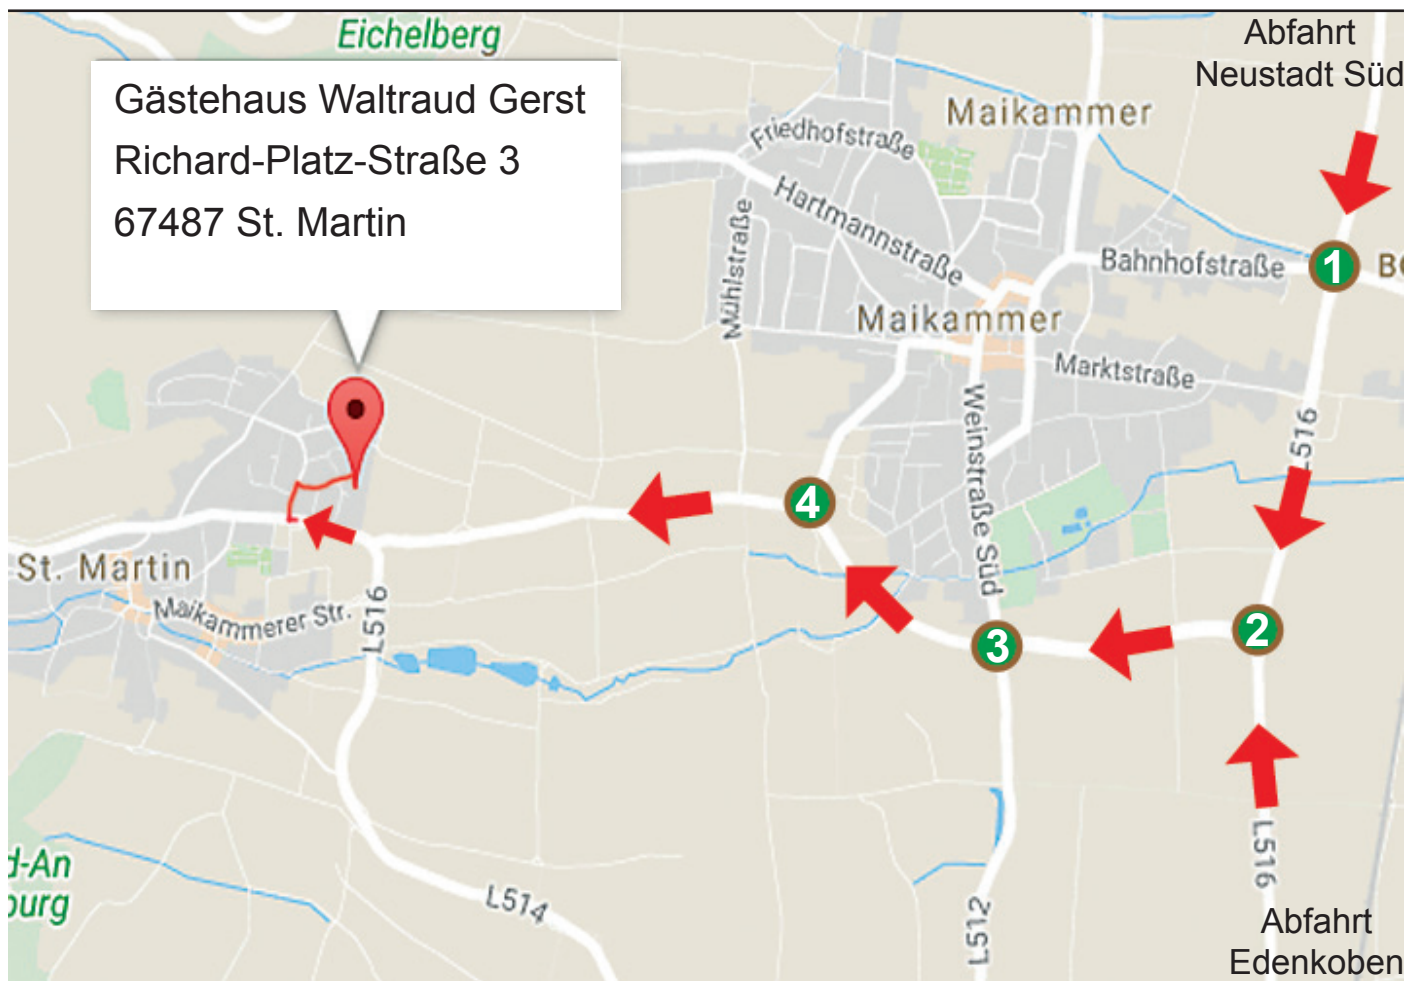 Eichelberg
Abfahrt
Neustadt Süd
Gästehaus Waltraud Gerst
Richard-Platz-Straße 3
67487 St. Martin
Maikammer
Friedhofstraße
Hartmannstraße
Mühlstraße
Bahnhofstraße
1
Maikammer
Marktstraße
Weinstraße Süd
L516
4
St. Martin
Maikammerer Str.
L516
3
2
L516
d-An
burg
L514
L512
Abfahrt
Edenkoben